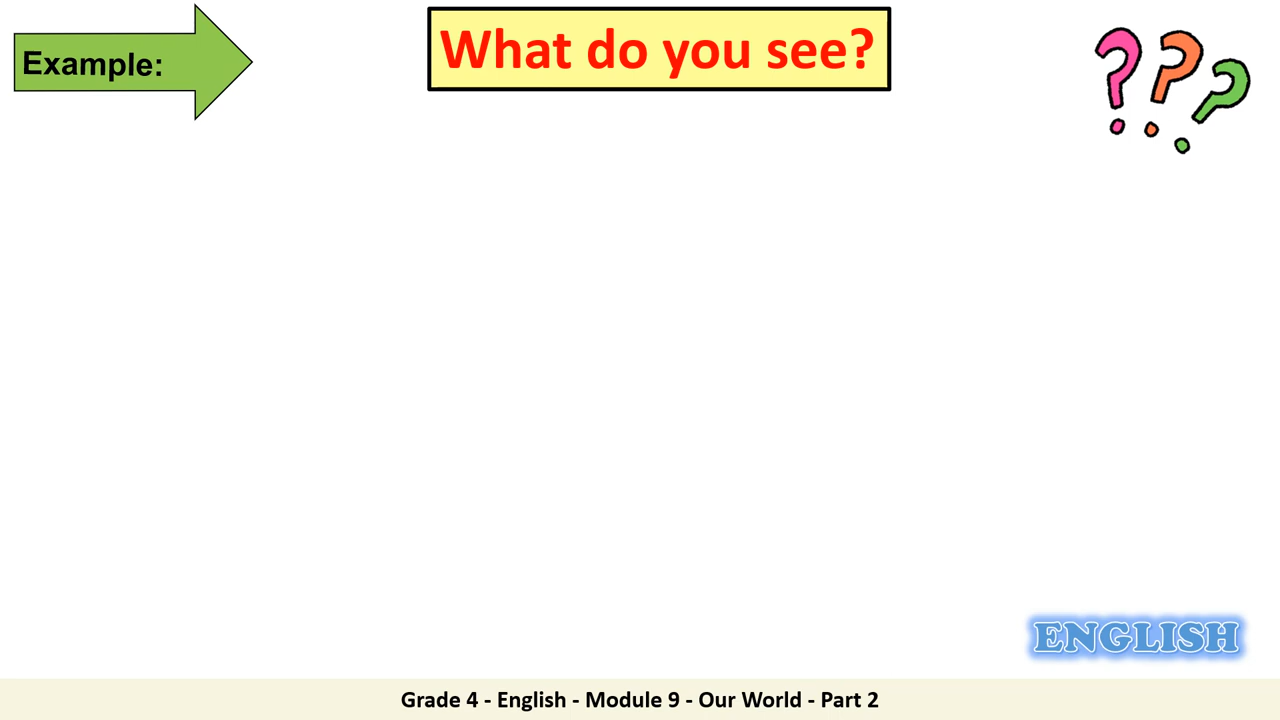 Example:
What do you see?
???
ENGLISH
Grade 4 - English - Module 9 - Our World - Part 2